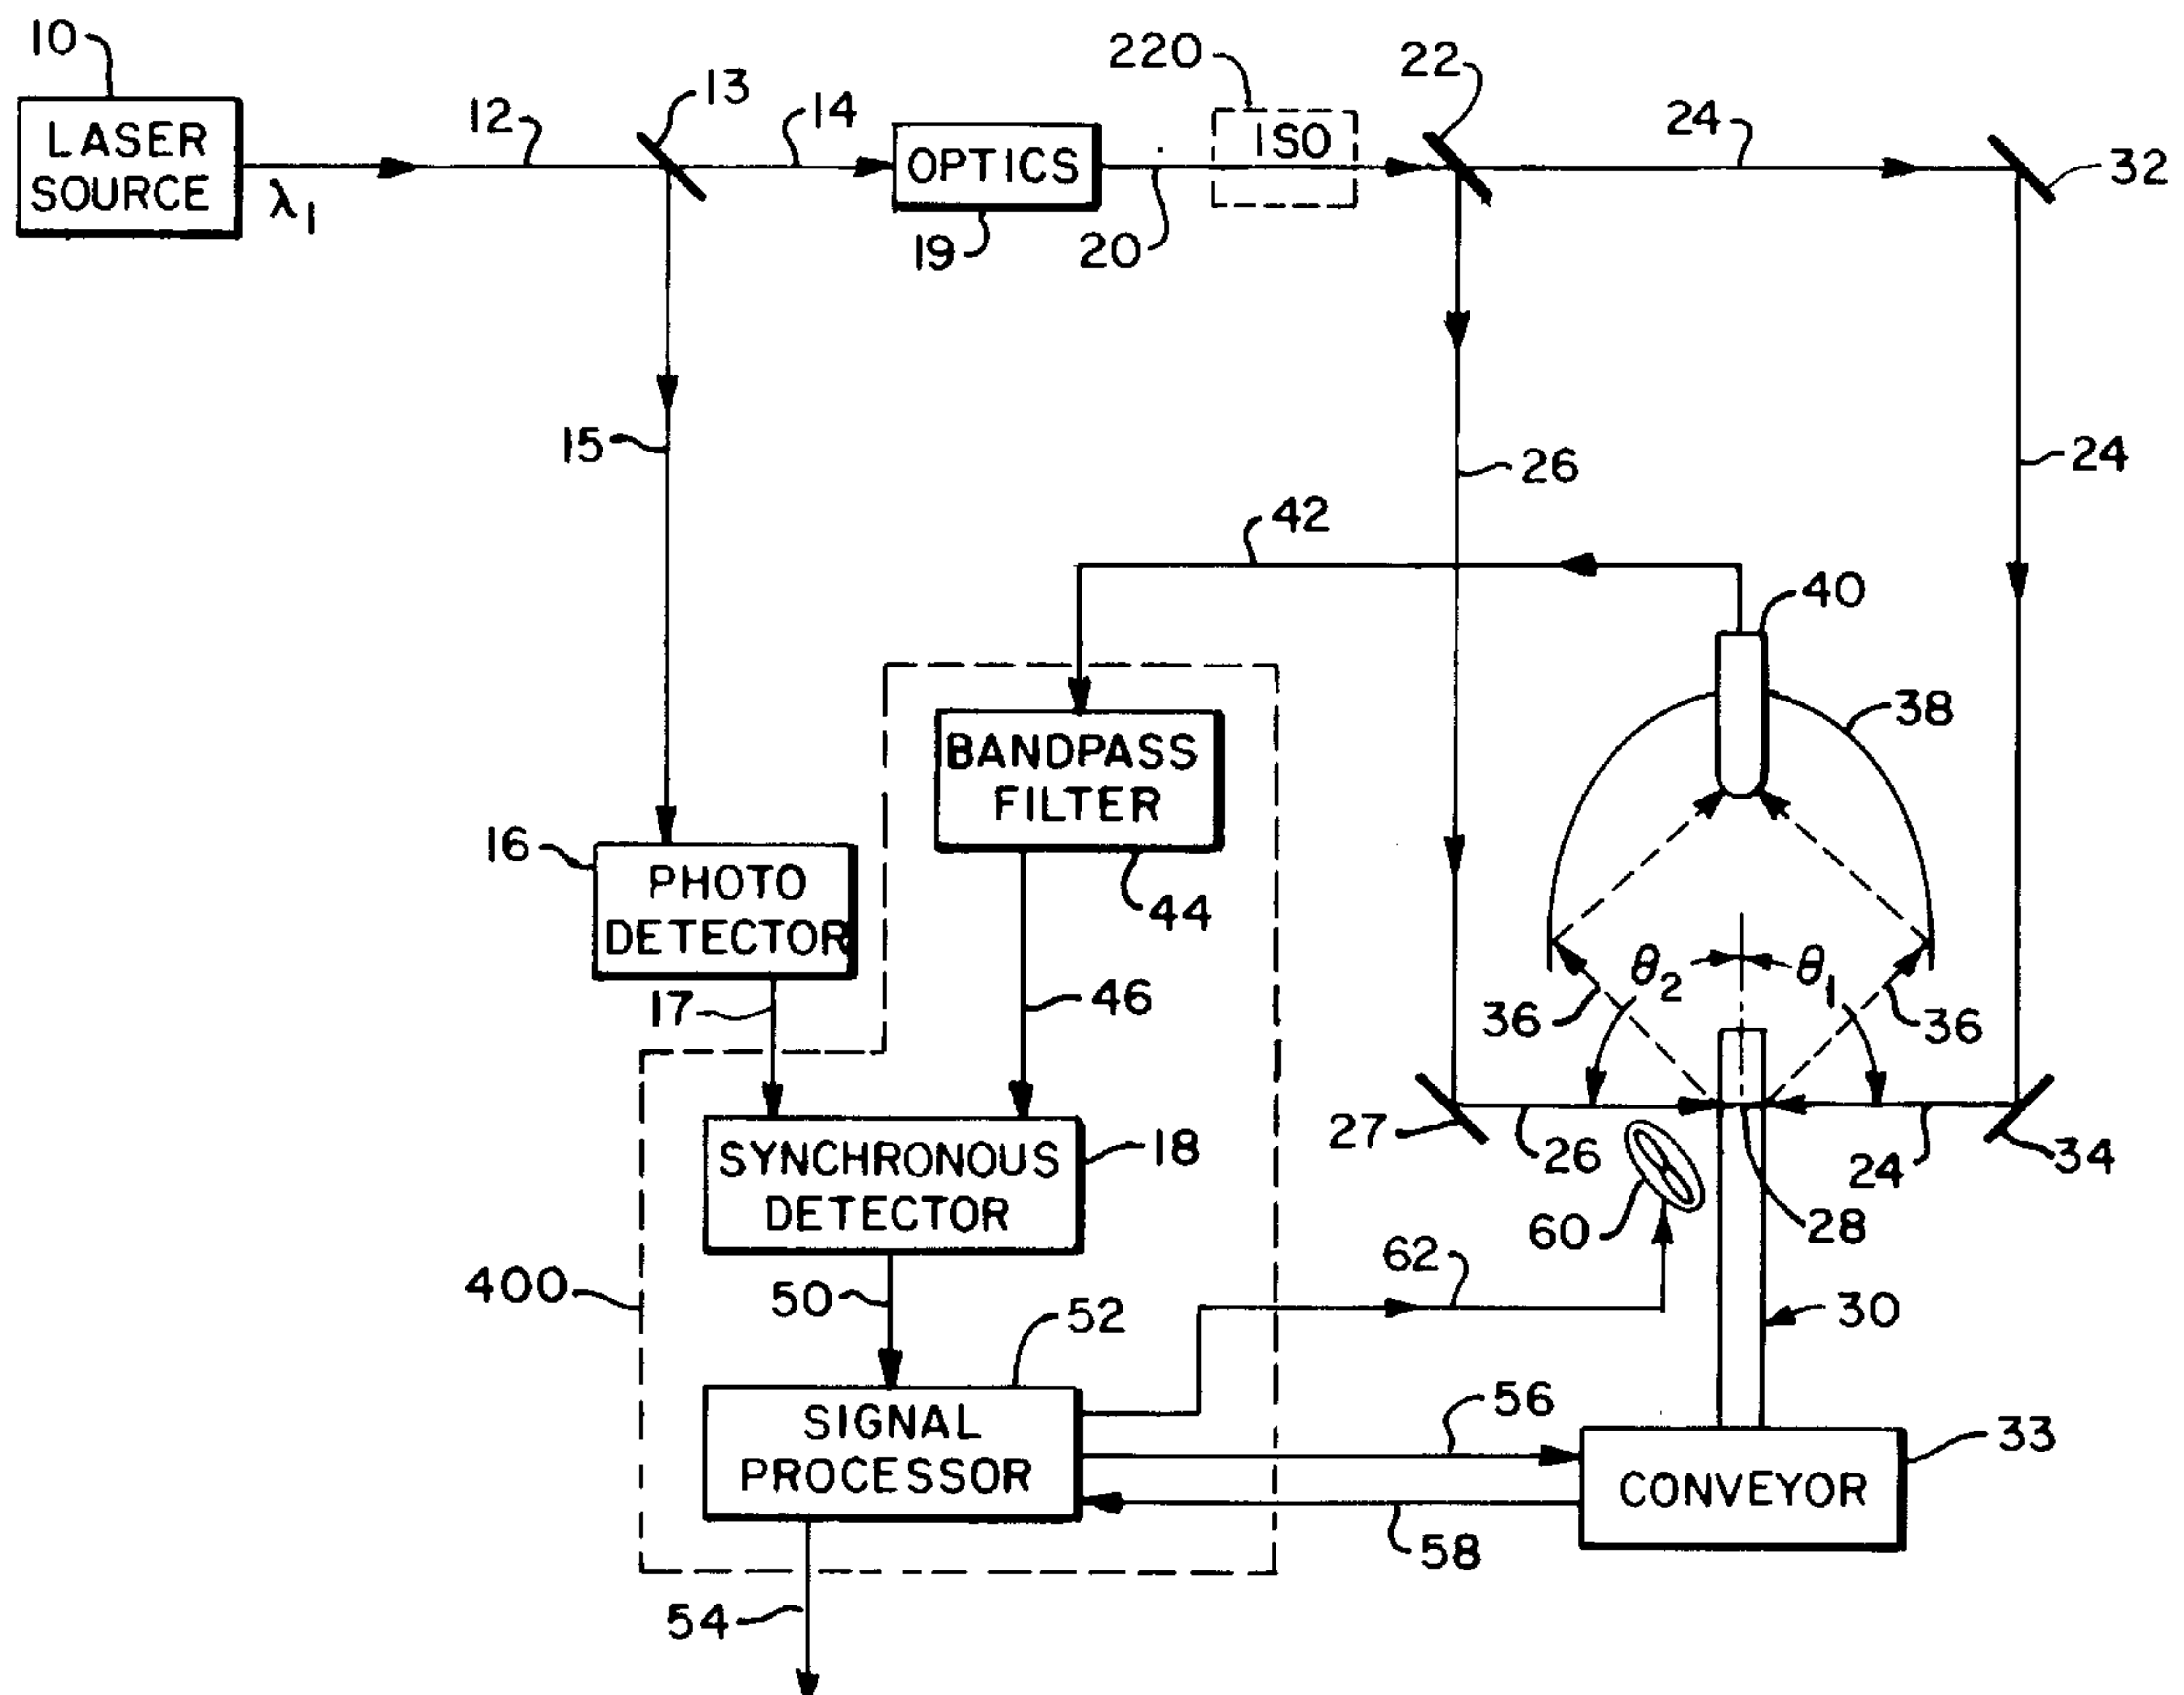 10
220
22
13
12
14
24
LASER
SOURCE
λ1
OPTICS
ISO
32
19
20
15
26
24
42
40
38
BANDPASS
FILTER
16
PHOTO
DETECTOR
44
θ2
θ1
17
46
36
36
27
26
24
34
SYNCHRONOUS
DETECTOR
18
60
28
62
400
50
52
30
SIGNAL
PROCESSOR
56
33
CONVEYOR
58
54